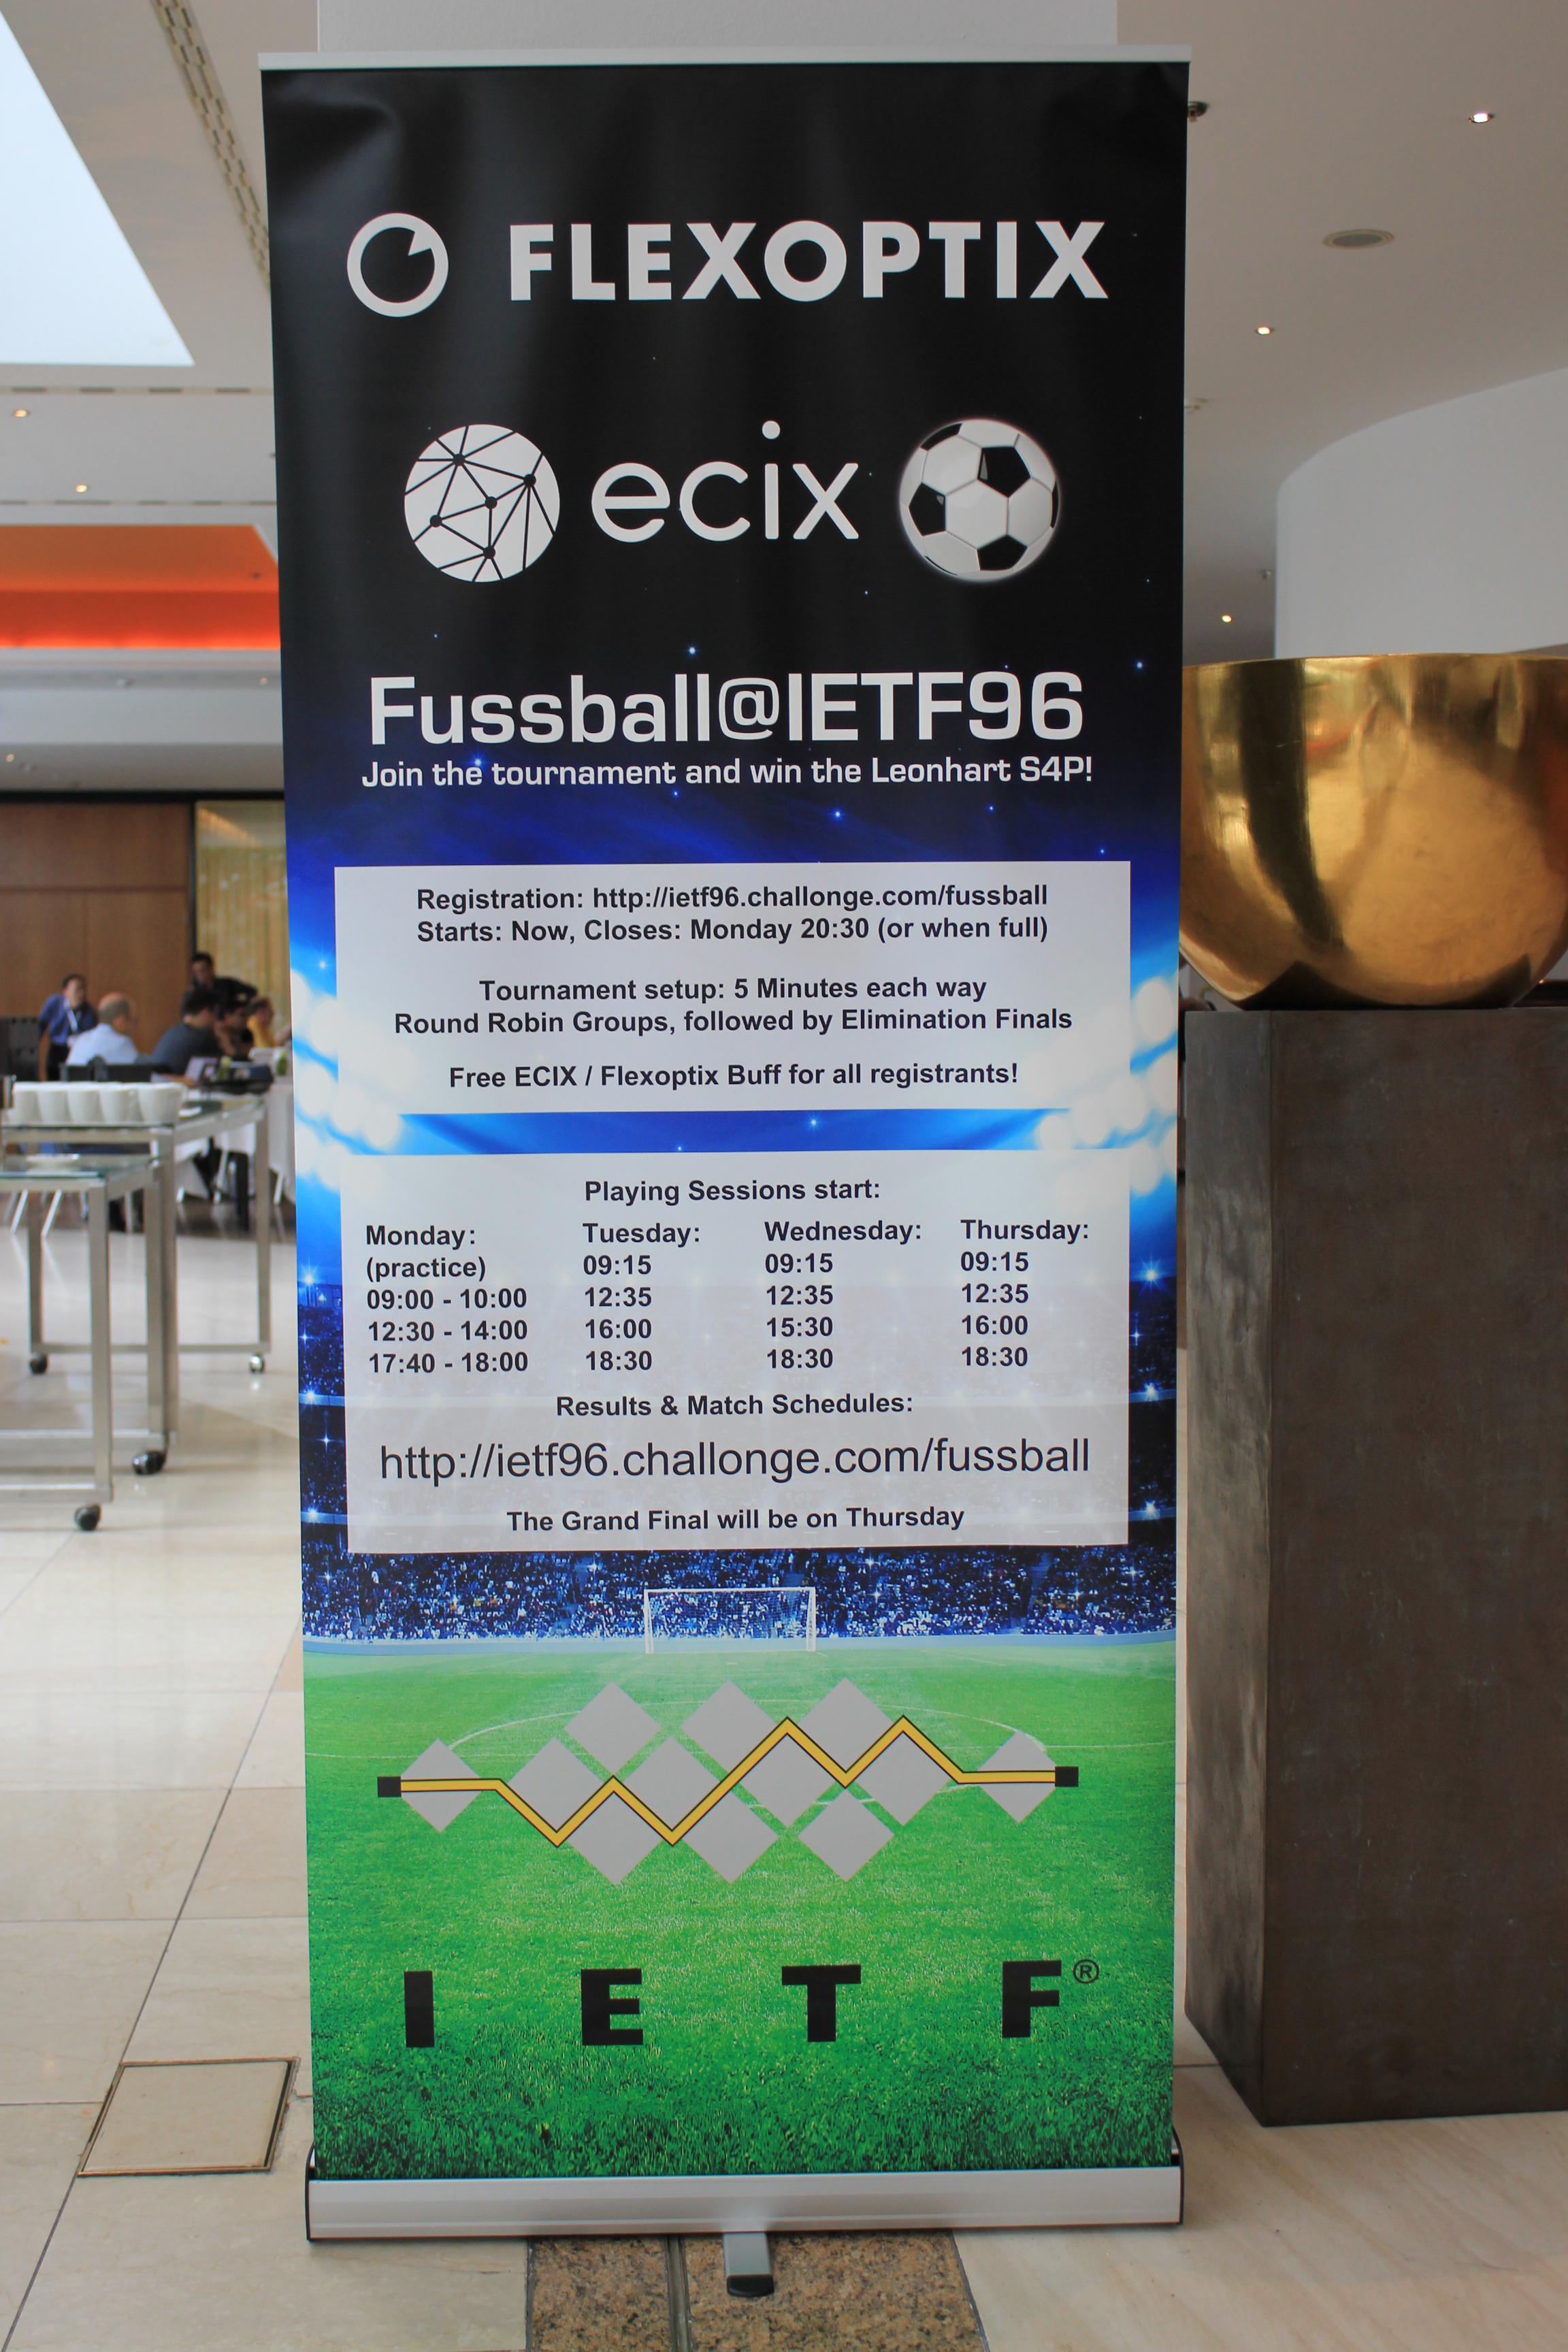 FLEXOPTIX
ecix
Fussball@IETF96
Join the tournament and win the Leonhart S4P!
Registration: http://ietf96.challonge.com/fussball
Starts: Now, Closes: Monday 20:30 (or when full)
Tournament setup: 5 Minutes each way
Round Robin Groups, followed by Elimination Finals
Free ECIX / Flexoptix Buff for all registrants!
Playing Sessions start:
Monday: Tuesday: Wednesday: Thursday:
(practice) 09:15 09:15 09:15
09:00 - 10:00 12:35 12:35 12:35
12:30 - 14:00 16:00 15:30 16:00
17:40 - 18:00 18:30 18:30 18:30
Results & Match Schedules:
http://ietf96.challonge.com/fussball
The Grand Final will be on Thursday
I E T F®